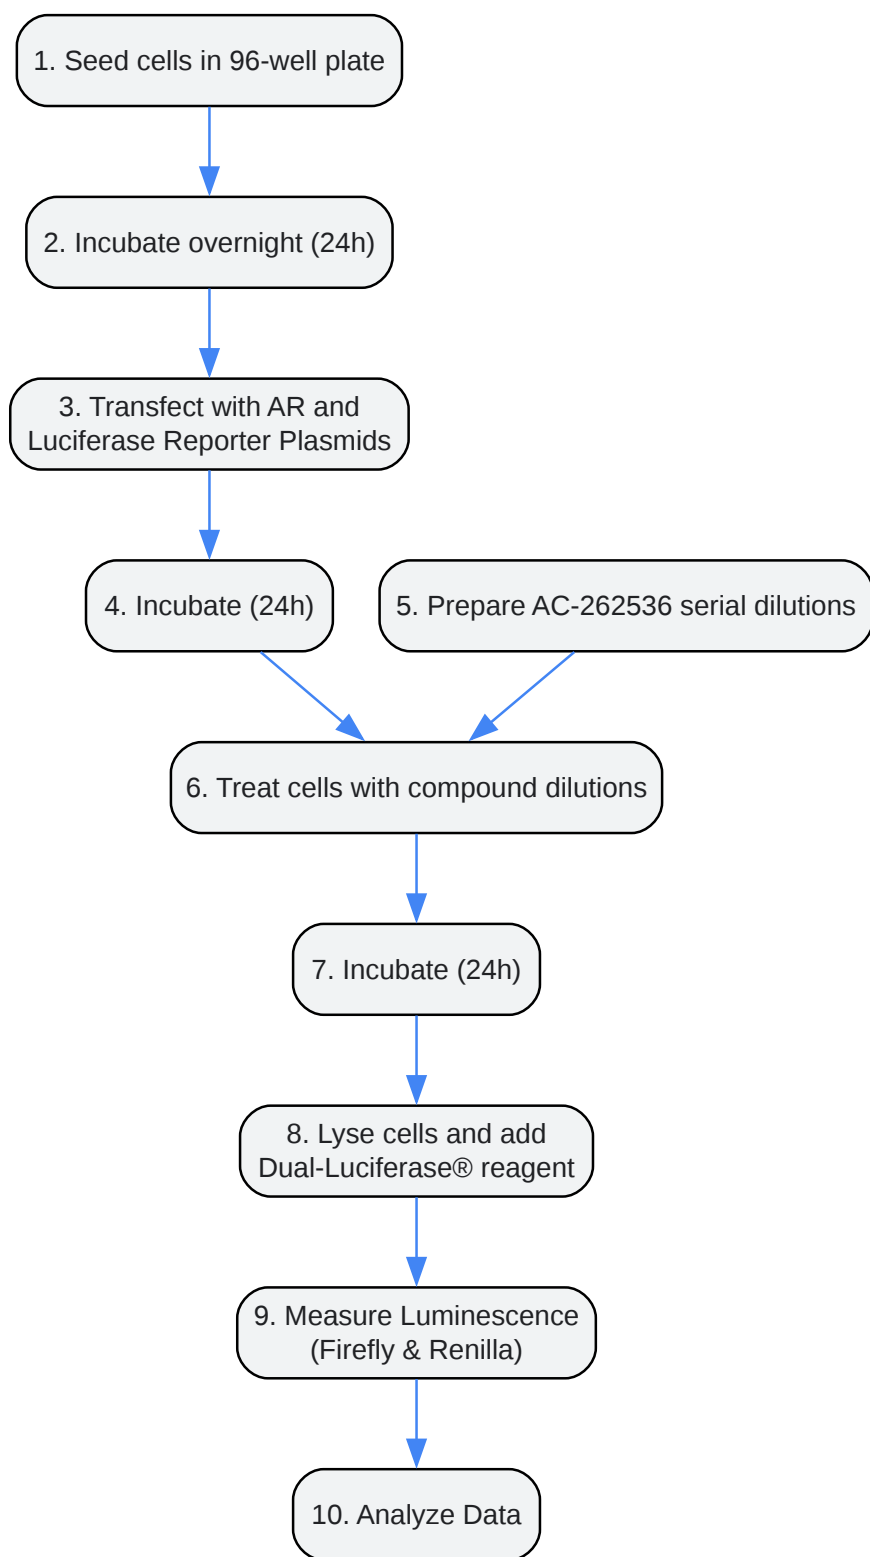 1. Seed cells in 96-well plate
2. Incubate overnight (24h)
3. Transfect with AR and
Luciferase Reporter Plasmids
4. Incubate (24h)
5. Prepare AC-262536 serial dilutions
6. Treat cells with compound dilutions
7. Incubate (24h)
8. Lyse cells and add
Dual-Luciferase® reagent
9. Measure Luminescence
(Firefly & Renilla)
10. Analyze Data